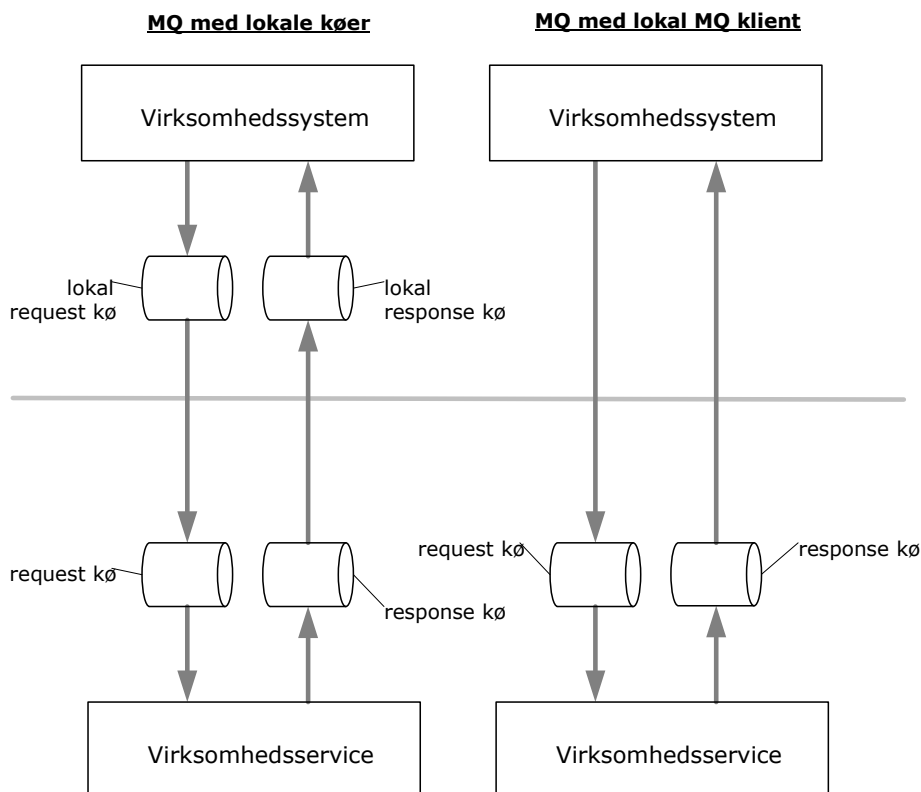 MQ med lokale køer
MQ med lokal MQ klient
Virksomhedssystem
Virksomhedssystem
lokal
request kø
lokal
response kø
request kø
response kø
request kø
response kø
Virksomhedsservice
Virksomhedsservice